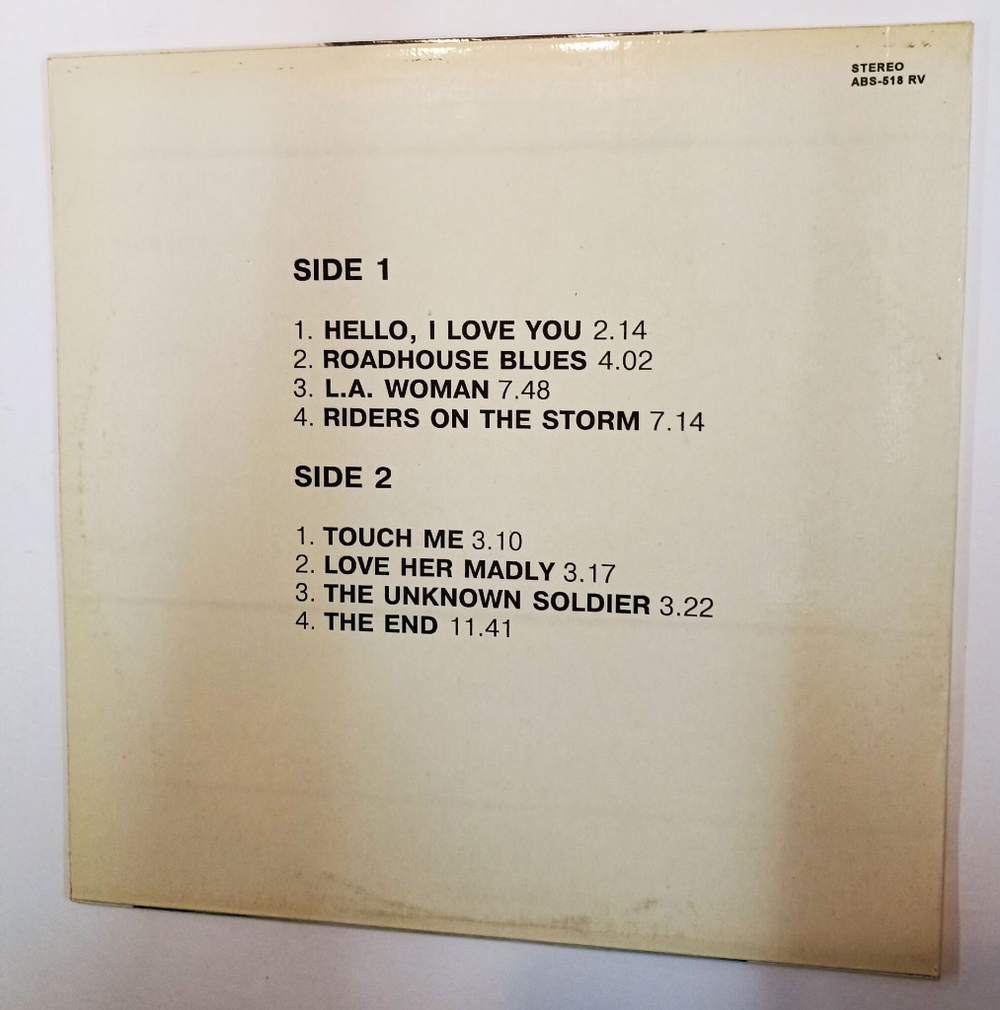 STEREO
ABS-518 RV
SIDE 1
1. HELLO, I LOVE YOU 2.14
2. ROADHOUSE BLUES 4.02
3. L.A. WOMAN 7.48
4. RIDERS ON THE STORM 7.14
SIDE 2
1. TOUCH ME 3.10
2. LOVE HER MADLY 3.17
3. THE UNKNOWN SOLDIER 3.22
4. THE END 11.41